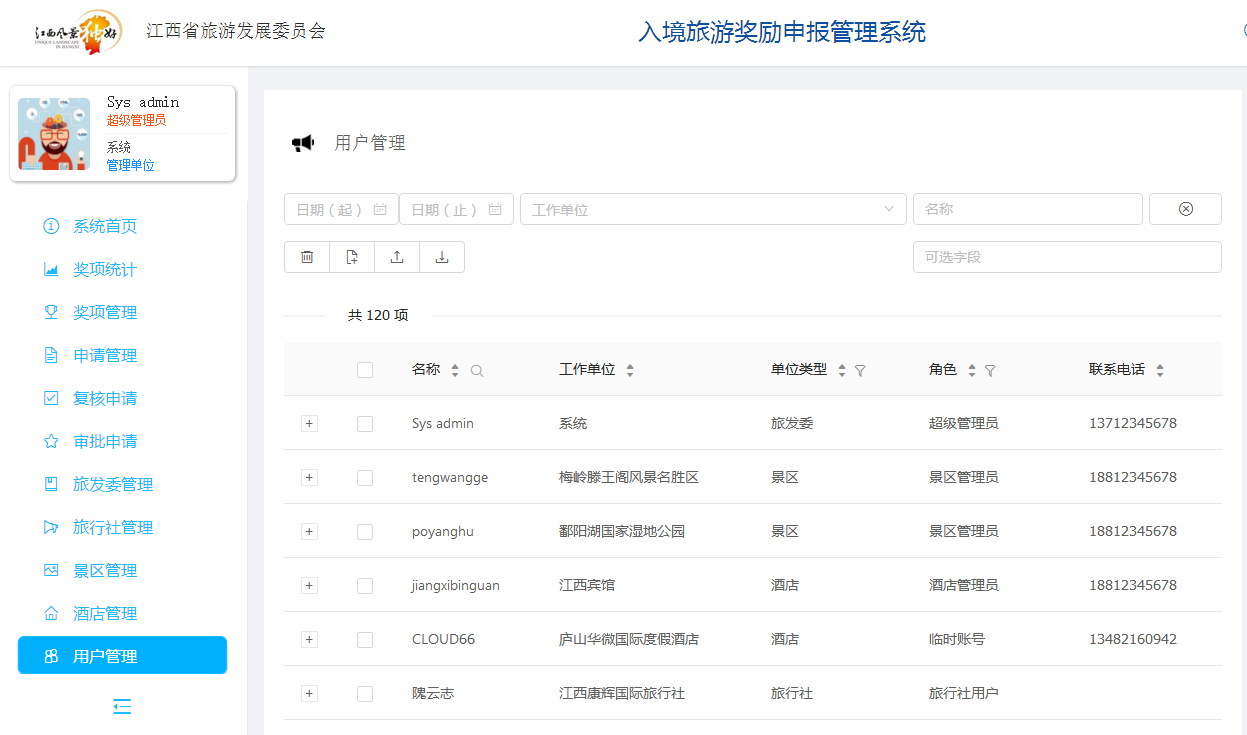 江西风景独好
UNIQUE LANDSCAPE
IN JIANGXI
江西省旅游发展委员会
入境旅游奖励申报管理系统
Sys admin
超级管理员
系统
管理单位
系统首页
奖项统计
奖项管理
申请管理
复核申请
审批申请
旅发委管理
旅行社管理
景区管理
酒店管理
用户管理
用户管理
日期（起） 日期（止） 工作单位 名称
可选字段
共 120 项
名称 工作单位 单位类型 角色 联系电话
Sys admin 系统 旅发委 超级管理员 13712345678
tengwangge 梅岭滕王阁风景名胜区 景区 景区管理员 18812345678
poyanghu 鄱阳湖国家湿地公园 景区 景区管理员 18812345678
jiangxibinguan 江西宾馆 酒店 酒店管理员 18812345678
CLOUD66 庐山华微国际度假酒店 酒店 临时账号 13482160942
隗云志 江西康辉国际旅行社 旅行社 旅行社用户